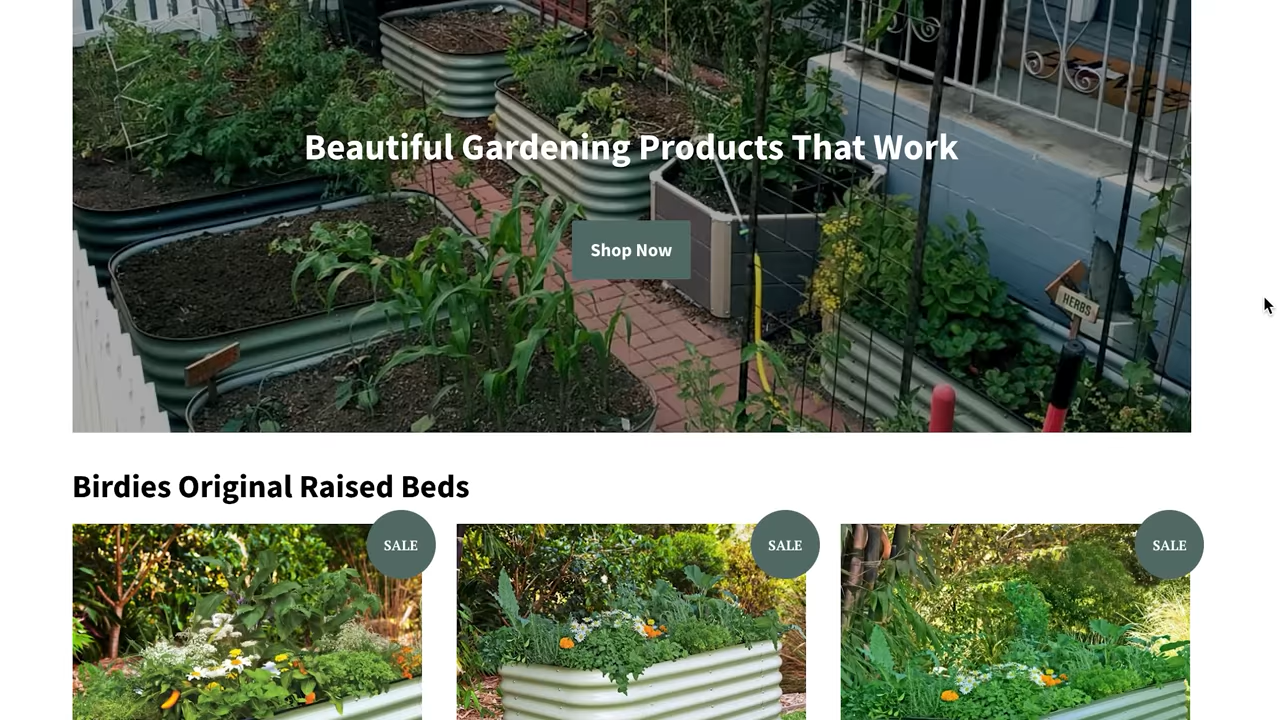 Beautiful Gardening Products That Work
Shop Now
HERBS
Birdies Original Raised Beds
SALE
SALE
SALE